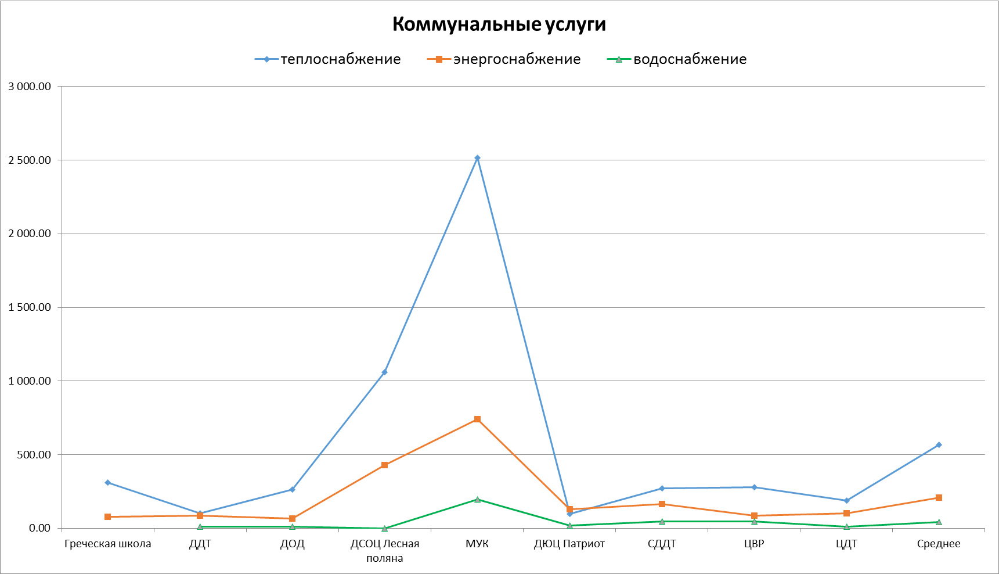 Коммунальные услуги
теплоснабжение энергоснабжение водоснабжение
3 000.00
2 500.00
2 000.00
1 500.00
1 000.00
500.00
0.00
Греческая школа ДДТ ДОД ДСОЦ Лесная МУК ДЮЦ Патриот СДДТ ЦВР ЦДТ Среднее
поляна